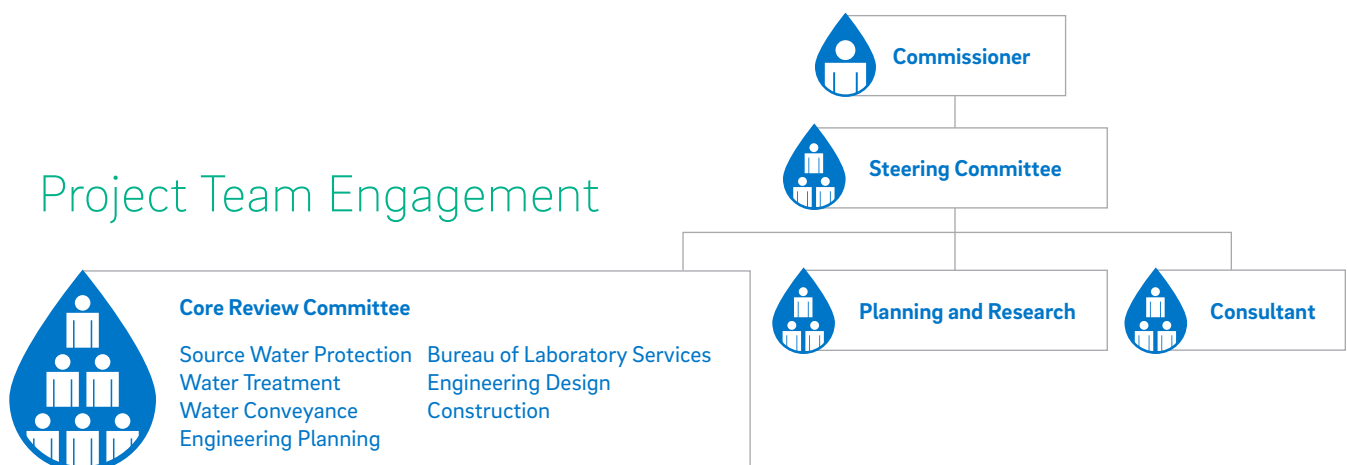 Commissioner
Steering Committee
Project Team Engagement
Planning and Research
Consultant
Core Review Committee
Source Water Protection
Water Treatment
Water Conveyance
Engineering Planning
Bureau of Laboratory Services
Engineering Design
Construction